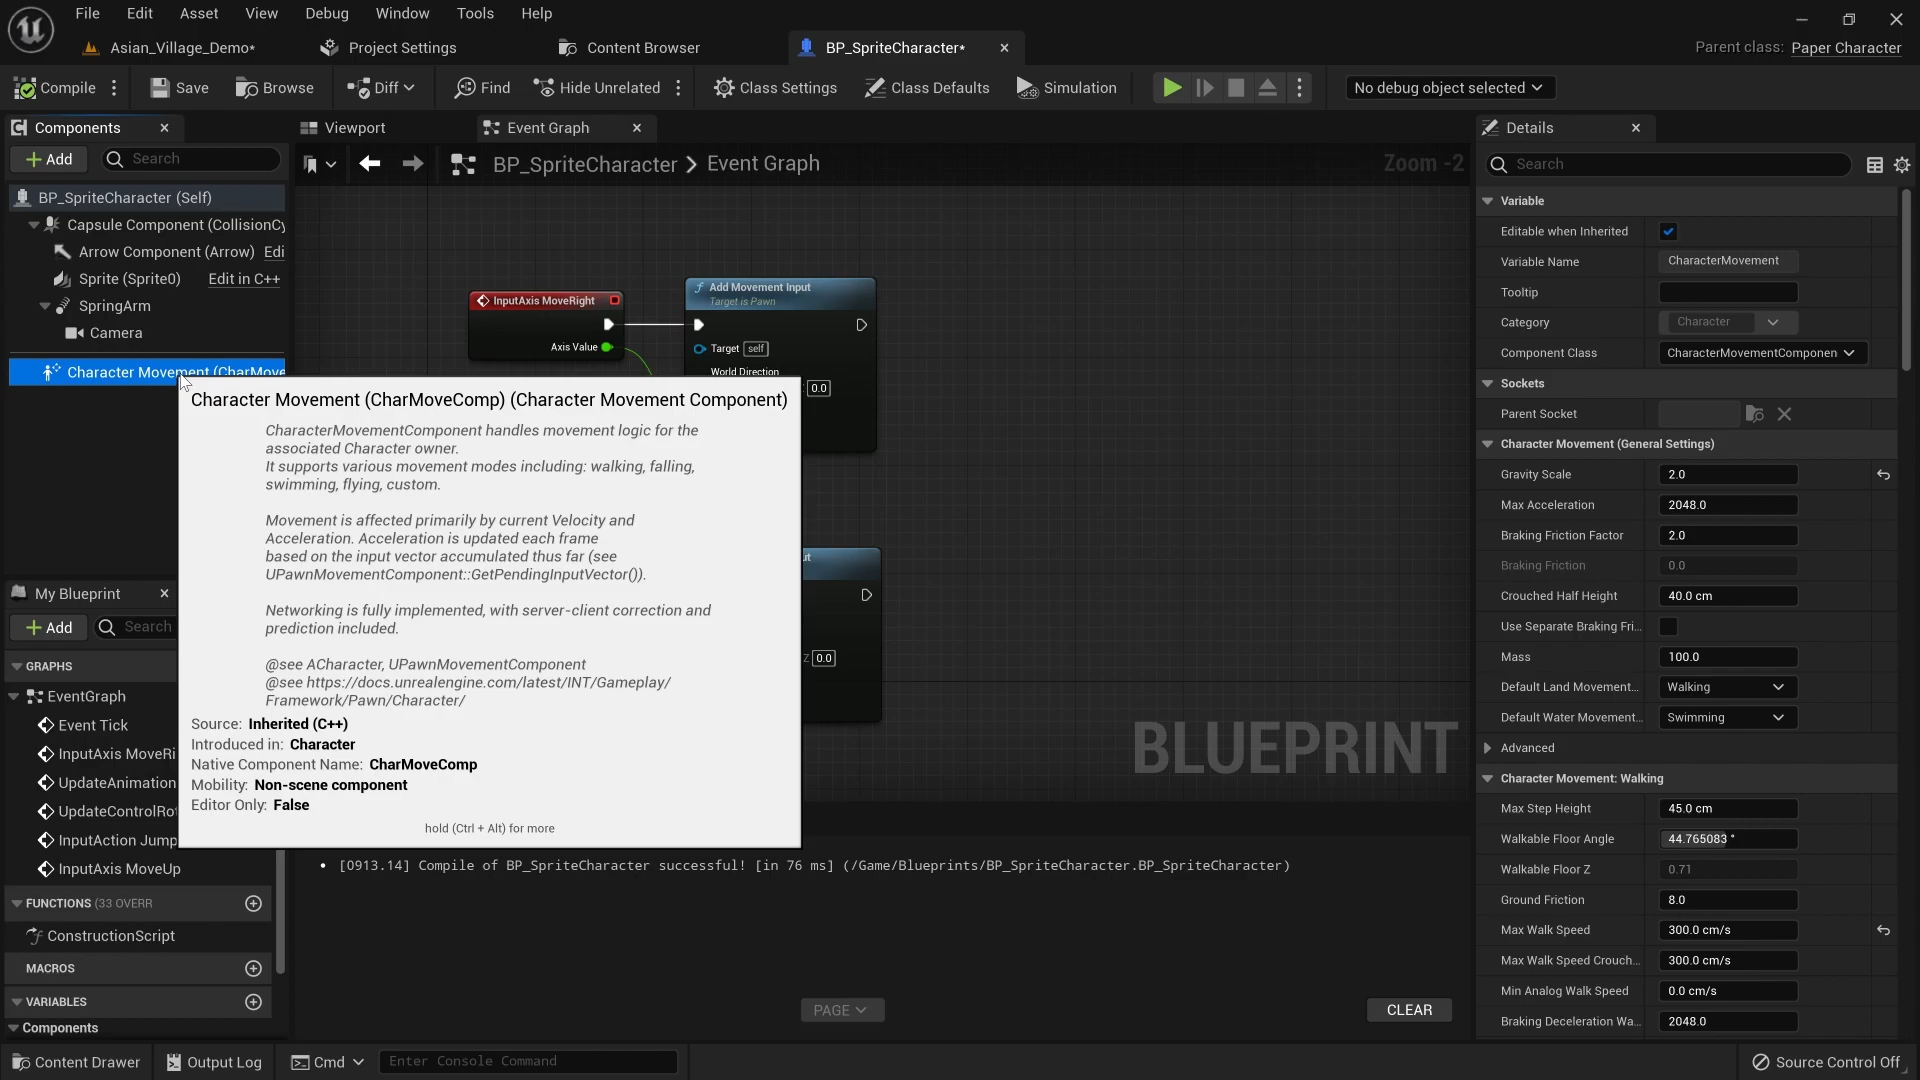 File Edit Asset View Debug Window Tools Help
Asian_Village_Demo* Project Settings Content Browser BP_SpriteCharacter* Parent class: Paper Character
Compile Save Browse Diff Find Hide Unrelated Class Settings Class Defaults Simulation No debug object selected
Components
Add Search
BP_SpriteCharacter (Self)
Capsule Component (CollisionCy
Arrow Component (Arrow) Edi
Sprite (Sprite0) Edit in C++
SpringArm
Camera
Character Movement (CharMove
Viewport Event Graph
BP_SpriteCharacter > Event Graph Zoom -2
InputAxis MoveRight
Axis Value
Add Movement Input
Target is Pawn
Target self
World Direction
0.0
Character Movement (CharMoveComp) (Character Movement Component)
CharacterMovementComponent handles movement logic for the
associated Character owner.
It supports various movement modes including: walking, falling,
swimming, flying, custom.
Movement is affected primarily by current Velocity and
Acceleration. Acceleration is updated each frame
based on the input vector accumulated thus far (see
UPawnMovementComponent::GetPendingInputVector()).
Networking is fully implemented, with server-client correction and
prediction included.
@see ACharacter, UPawnMovementComponent
@see https://docs.unrealengine.com/latest/INT/Gameplay/
Framework/Pawn/Character/
Source: Inherited (C++)
Introduced in: Character
Native Component Name: CharMoveComp
Mobility: Non-scene component
Editor Only: False
hold (Ctrl + Alt) for more
ut
Z 0.0
BLUEPRINT
My Blueprint
Add Search
GRAPHS
EventGraph
Event Tick
InputAxis MoveRi
UpdateAnimation
UpdateControlRot
InputAction Jump
InputAxis MoveUp
FUNCTIONS (33 OVERR
ConstructionScript
MACROS
VARIABLES
Components
[0913.14] Compile of BP_SpriteCharacter successful! [in 76 ms] (/Game/Blueprints/BP_SpriteCharacter.BP_SpriteCharacter)
PAGE CLEAR
Details
Search
Variable
Editable when Inherited
Variable Name CharacterMovement
Tooltip
Category Character
Component Class CharacterMovementComponen
Sockets
Parent Socket
Character Movement (General Settings)
Gravity Scale 2.0
Max Acceleration 2048.0
Braking Friction Factor 2.0
Braking Friction 0.0
Crouched Half Height 40.0 cm
Use Separate Braking Fri...
Mass 100.0
Default Land Movement... Walking
Default Water Movement... Swimming
Advanced
Character Movement: Walking
Max Step Height 45.0 cm
Walkable Floor Angle 44.765083 °
Walkable Floor Z 0.71
Ground Friction 8.0
Max Walk Speed 300.0 cm/s
Max Walk Speed Crouch... 300.0 cm/s
Min Analog Walk Speed 0.0 cm/s
Braking Deceleration Wa... 2048.0
Content Drawer Output Log Cmd Enter Console Command Source Control Off